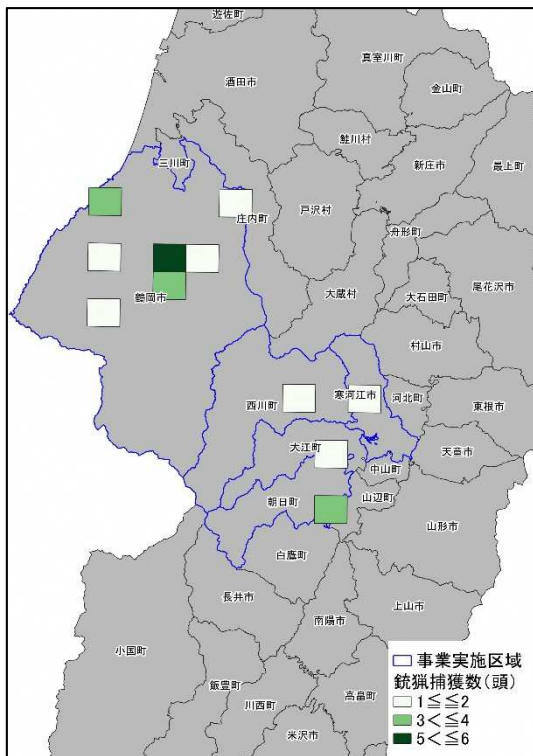 遊佐町
真室川町
酒田市
金山町
鮭川村
三川町
新庄市
最上町
戸沢村
庄内町
舟形町
尾花沢市
大蔵村
大石田町
鶴岡市
村山市
西川町
寒河江市
河北町
東根市
大江町
天童市
中山町
朝日町
山辺町
山形市
白鷹町
長井市
上山市
南陽市
小国町
飯豊町
川西町
高畠町
米沢市
事業実施区域
銃猟捕獲数(頭)
1≦≦2
3<≦4
5<≦6